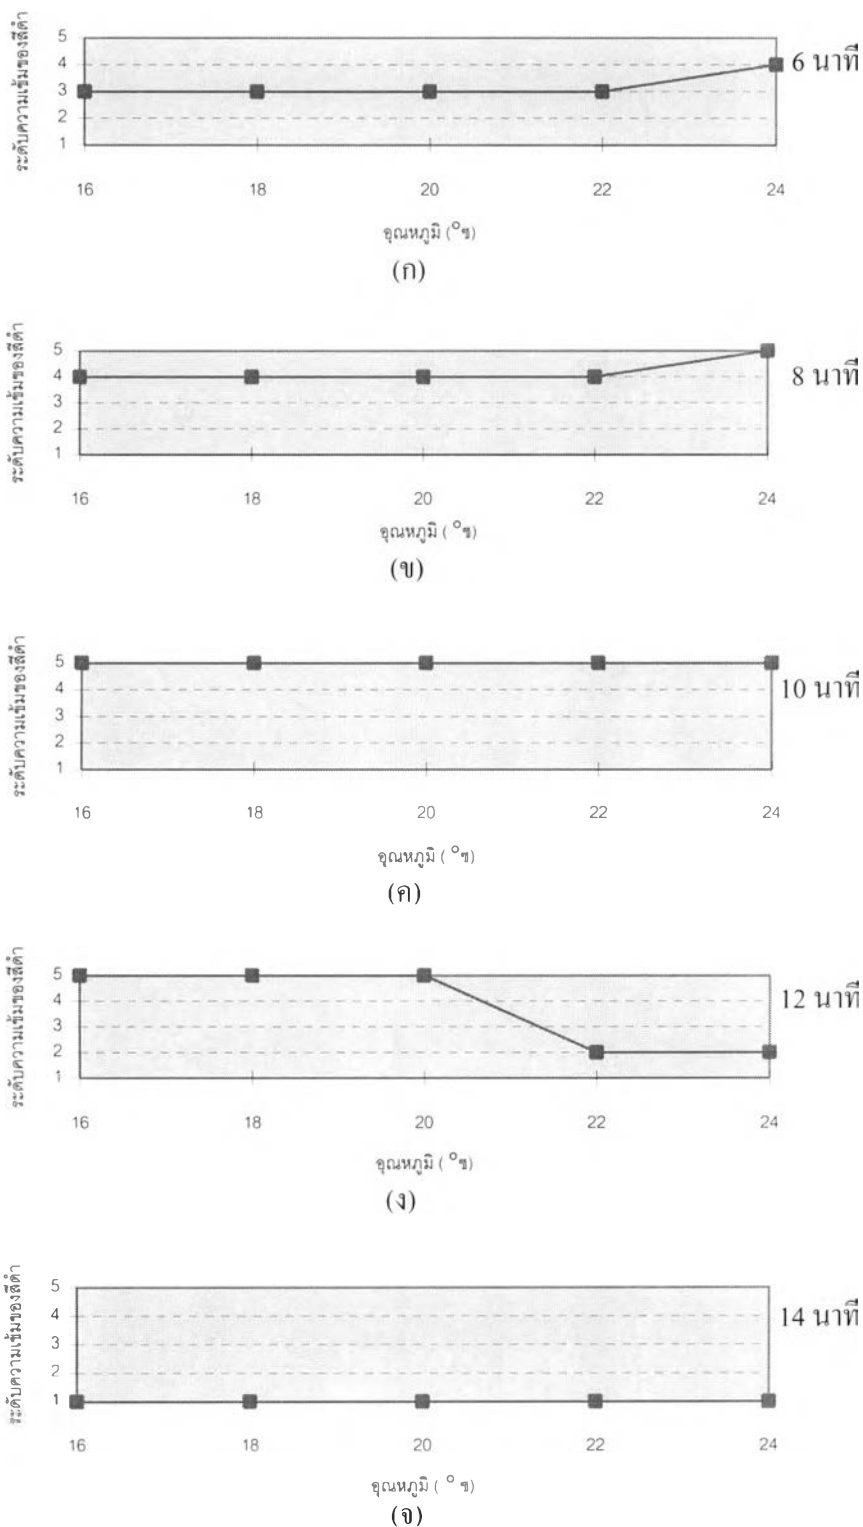 ระดับความเข้มของสีดำ
5
4
3
2
1
6 นาที
16 18 20 22 24
อุณหภูมิ (°ซ)
(ก)
ระดับความเข้มของสีดำ
5
4
3
2
1
8 นาที
16 18 20 22 24
อุณหภูมิ ( °ซ)
(ข)
ระดับความเข้มของสีดำ
5
4
3
2
1
10 นาที
16 18 20 22 24
อุณหภูมิ ( °ซ)
(ค)
ระดับความเข้มของสีดำ
5
4
3
2
1
12 นาที
16 18 20 22 24
อุณหภูมิ ( °ซ)
(ง)
ระดับความเข้มของสีดำ
5
4
3
2
1
14 นาที
16 18 20 22 24
อุณหภูมิ ( ° ซ)
(จ)